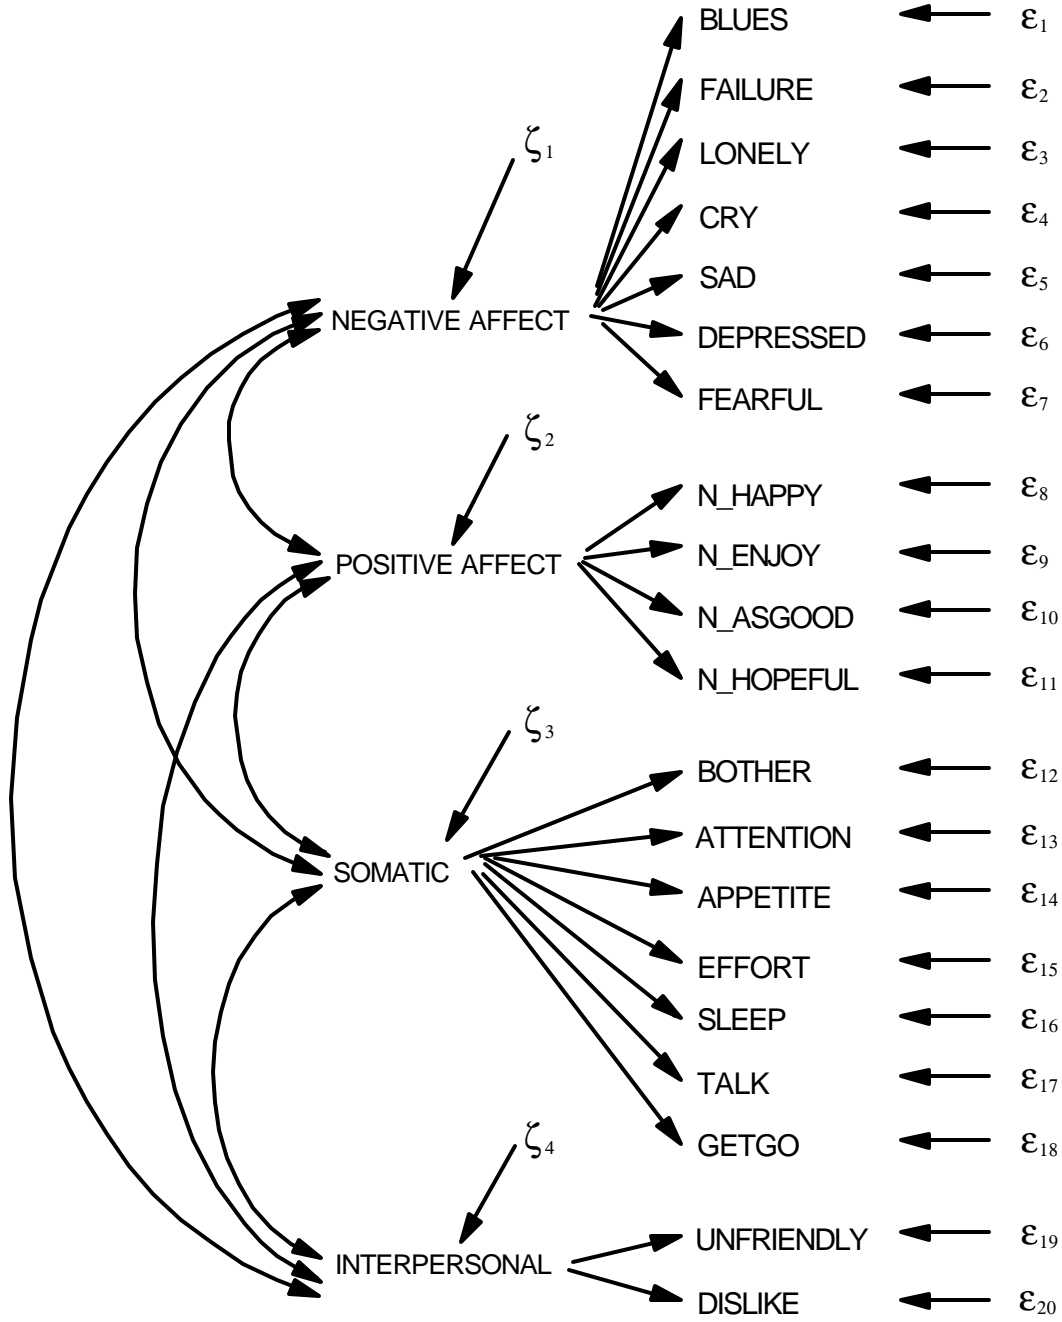 BLUES ε1
FAILURE ε2
ζ1 LONELY ε3
CRY ε4
SAD ε5
NEGATIVE AFFECT DEPRESSED ε6
FEARFUL ε7
ζ2
N_HAPPY ε8
POSITIVE AFFECT N_ENJOY ε9
N_ASGOOD ε10
N_HOPEFUL ε11
ζ3
BOTHER ε12
ATTENTION ε13
SOMATIC APPETITE ε14
EFFORT ε15
SLEEP ε16
TALK ε17
ζ4 GETGO ε18
UNFRIENDLY ε19
INTERPERSONAL
DISLIKE ε20